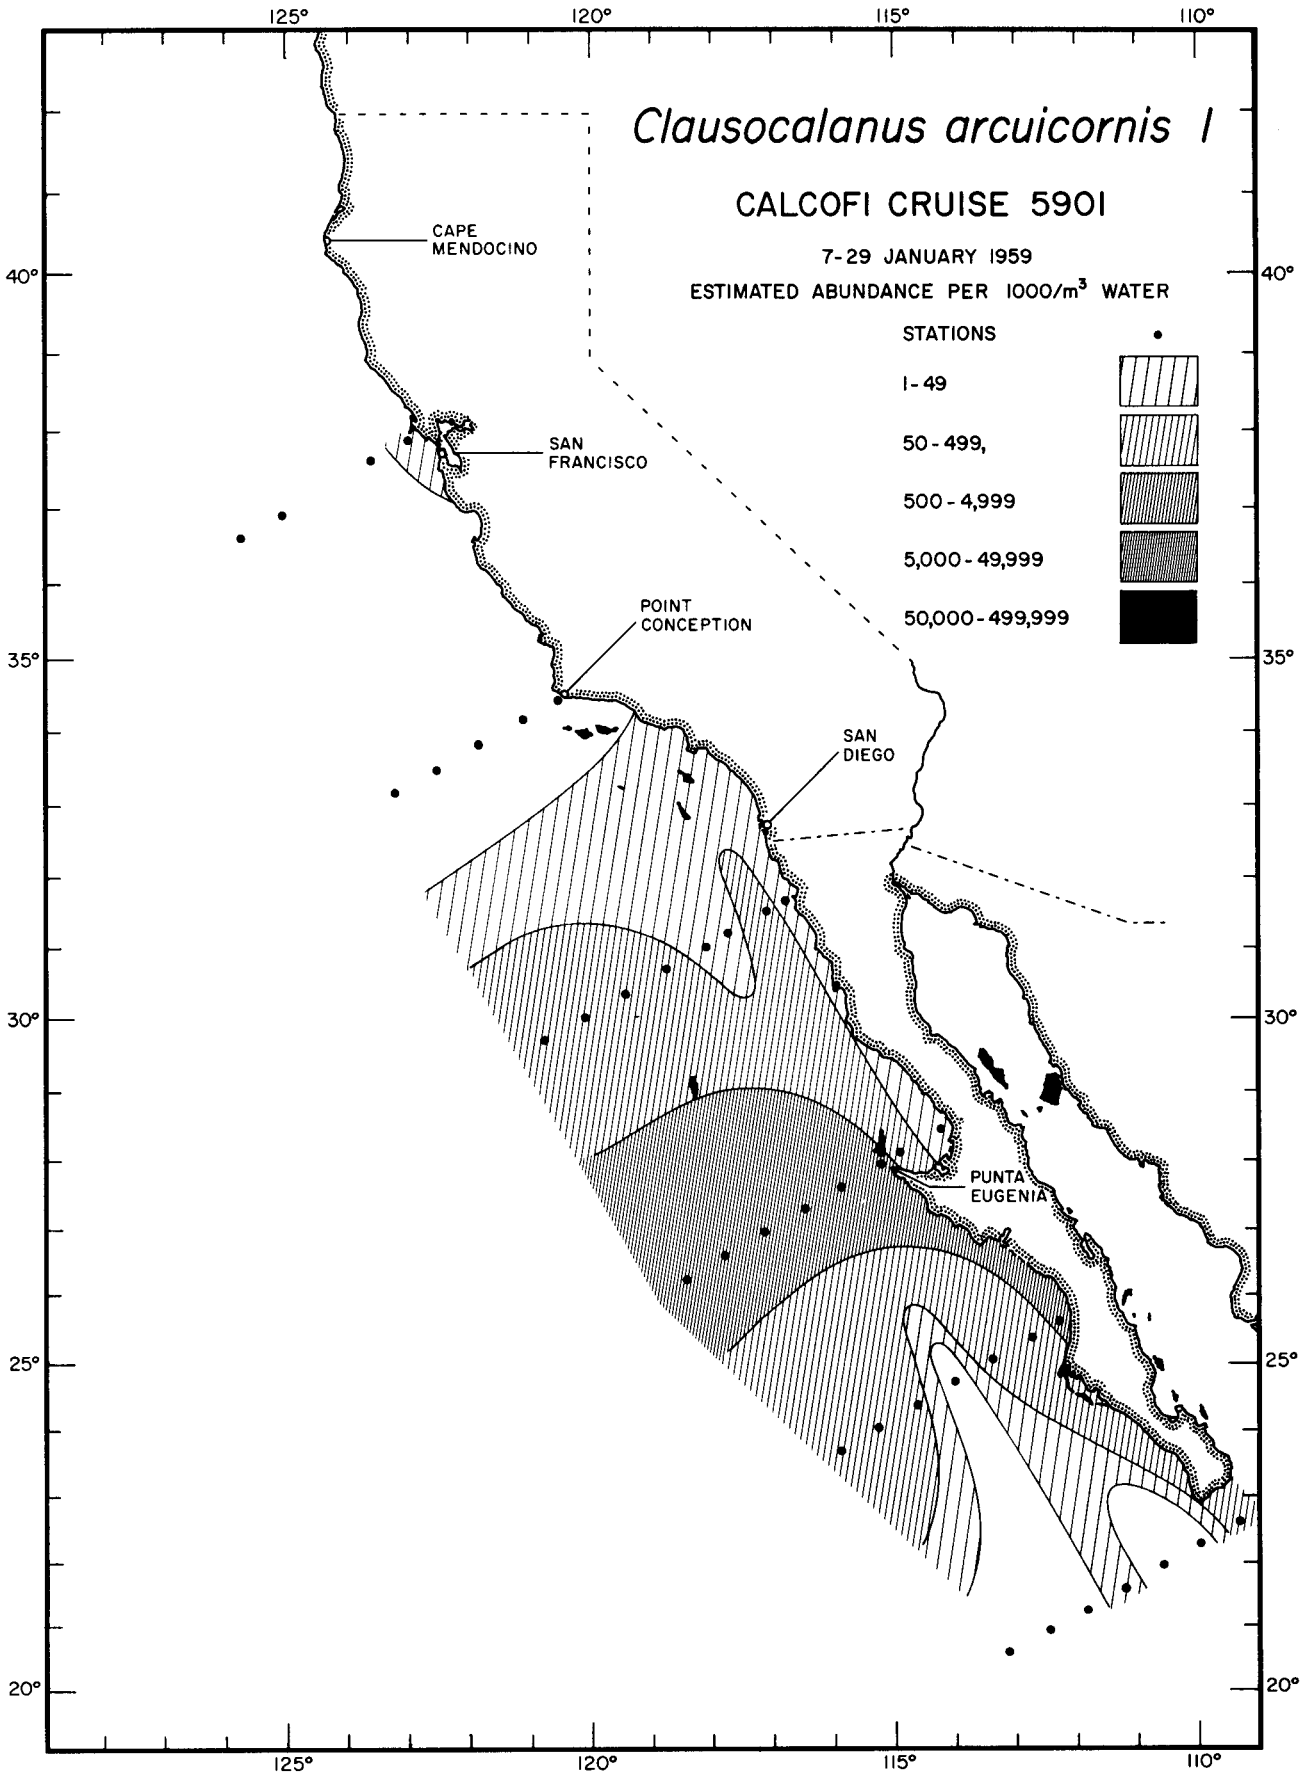 125° 120° 115° 110°
Clausocalanus arcuicornis I
CALCOFI CRUISE 5901
7-29 JANUARY 1959
ESTIMATED ABUNDANCE PER 1000/m³ WATER
STATIONS
1-49
50-499,
500-4,999
5,000-49,999
50,000-499,999
CAPE
MENDOCINO
40° 40°
SAN
FRANCISCO
POINT
CONCEPTION
35° 35°
SAN
DIEGO
30° 30°
PUNTA
EUGENIA
25° 25°
20° 20°
125° 120° 115° 110°